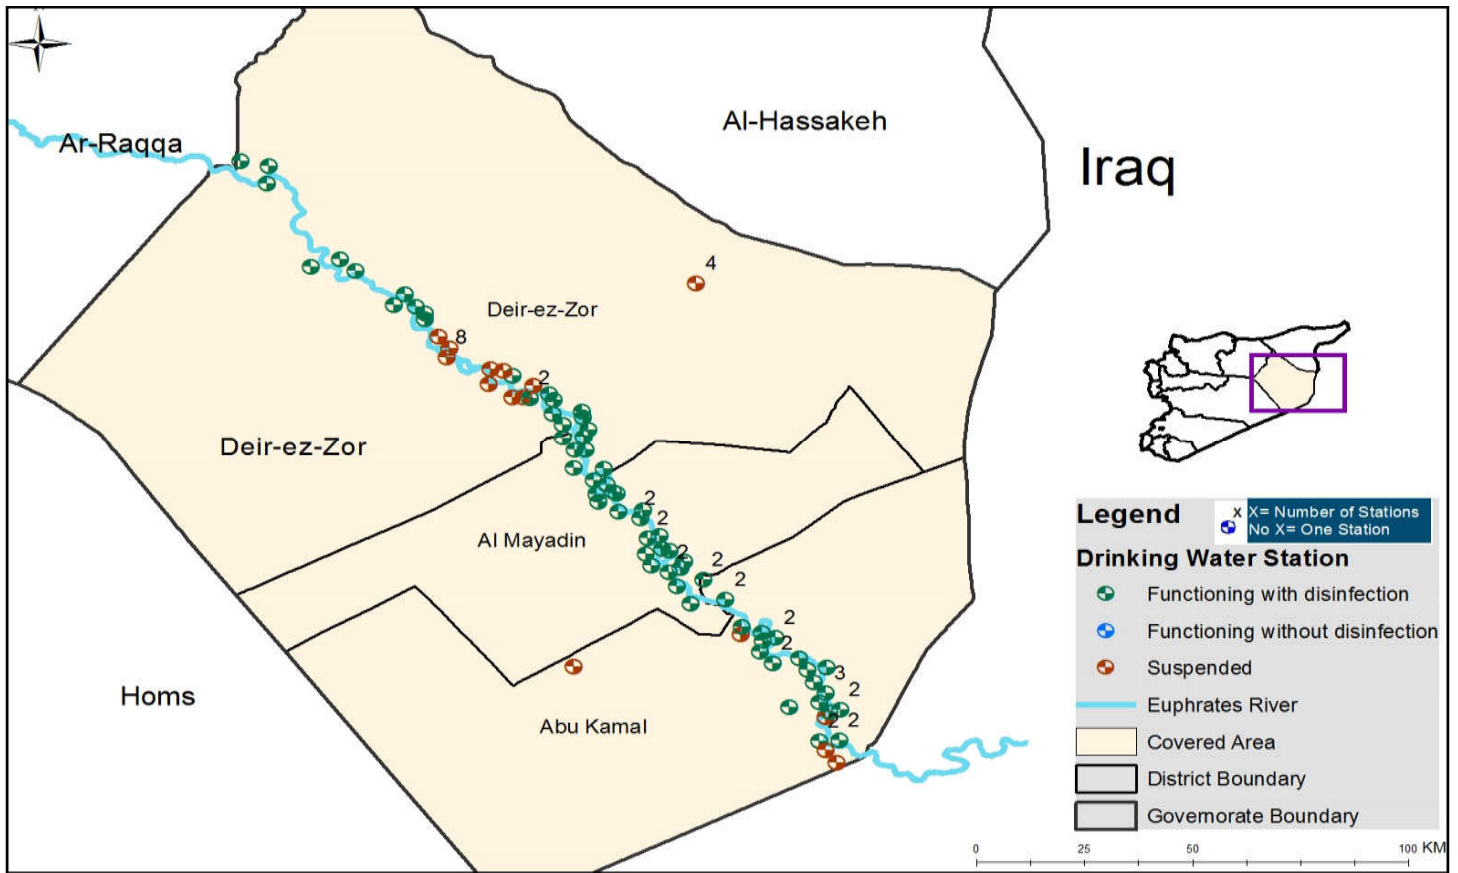 Ar-Raqqa
Al-Hassakeh
Iraq
4
Deir-ez-Zor
8
2
Deir-ez-Zor
2
2
Al Mayadin
2
2
2
2
2
3
2
2
2
Homs
Abu Kamal
Legend
X
X= Number of Stations
No X= One Station
Drinking Water Station
Functioning with disinfection
Functioning without disinfection
Suspended
Euphrates River
Covered Area
District Boundary
Governorate Boundary
0 25 50 100 KM